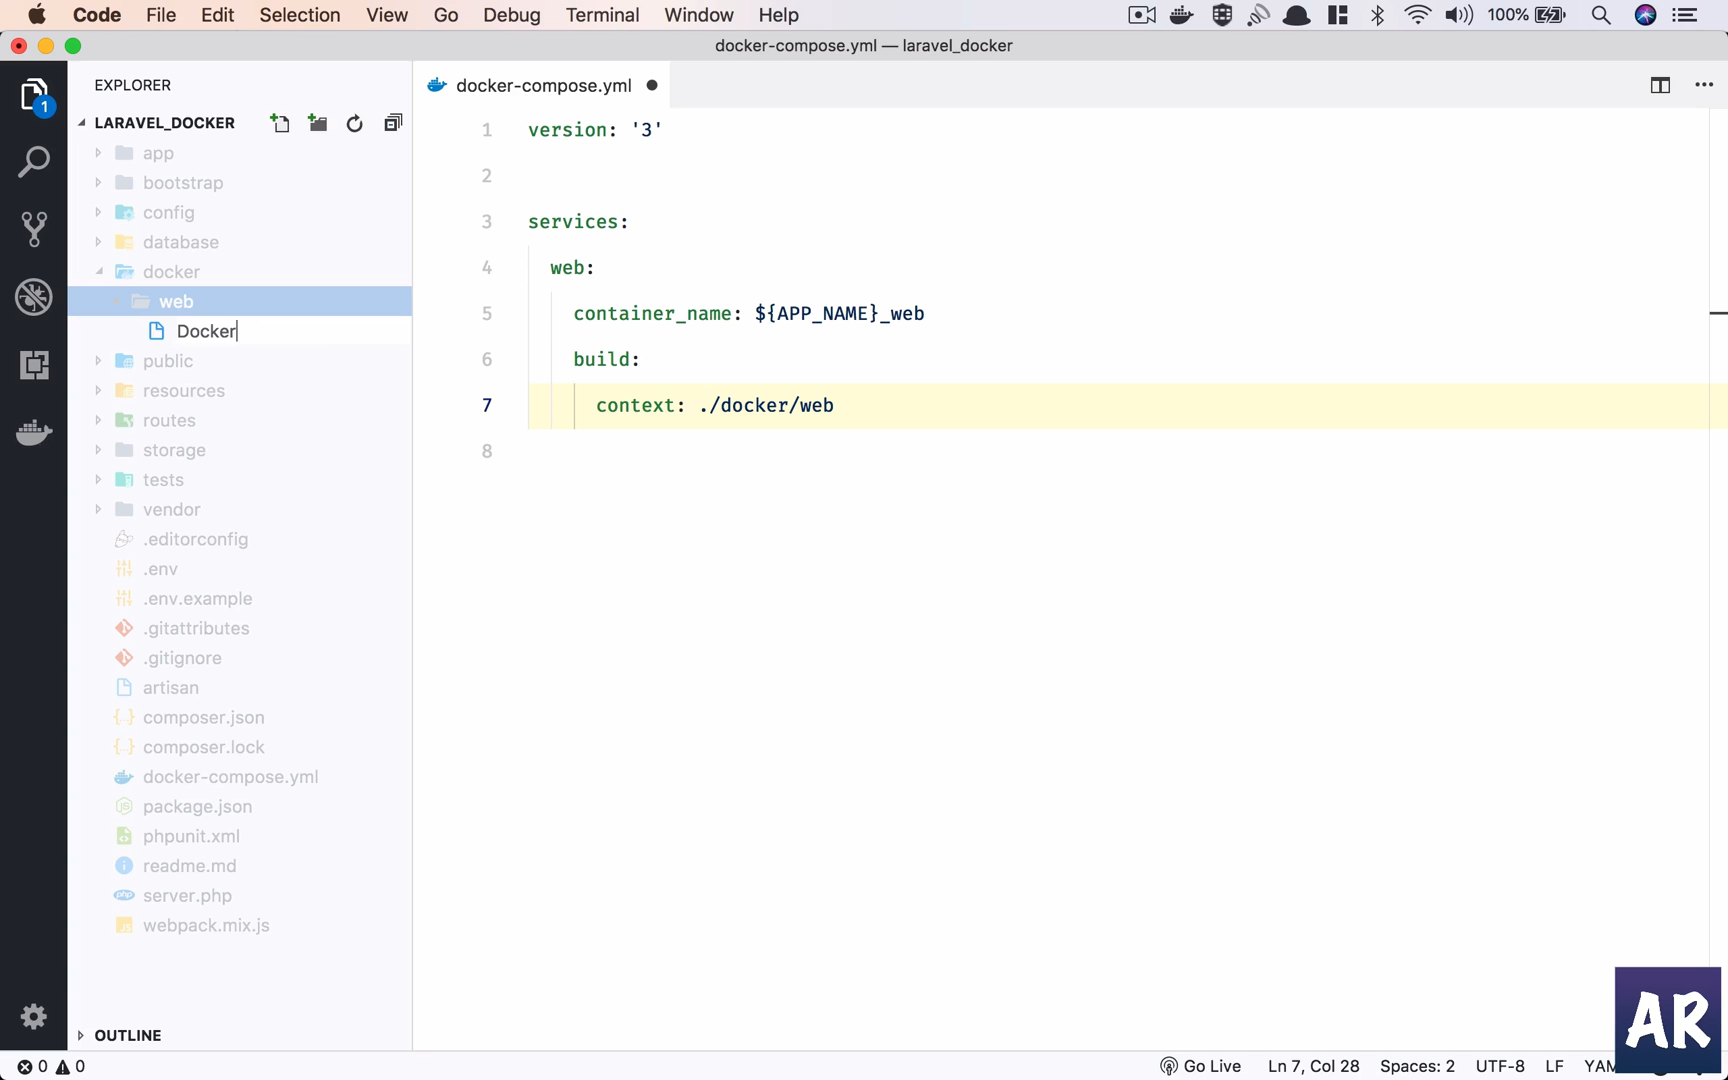 Code File Edit Selection View Go Debug Terminal Window Help 100%
docker-compose.yml — laravel_docker
EXPLORER
1
LARAVEL_DOCKER
app
bootstrap
config
database
docker
web
Docker
public
resources
routes
storage
tests
vendor
.editorconfig
.env
.env.example
.gitattributes
.gitignore
artisan
composer.json
composer.lock
docker-compose.yml
package.json
phpunit.xml
readme.md
server.php
webpack.mix.js
OUTLINE
docker-compose.yml
1 version: '3'
2
3 services:
4 web:
5 container_name: ${APP_NAME}_web
6 build:
7 context: ./docker/web
8
AR
0 0 Go Live Ln 7, Col 28 Spaces: 2 UTF-8 LF